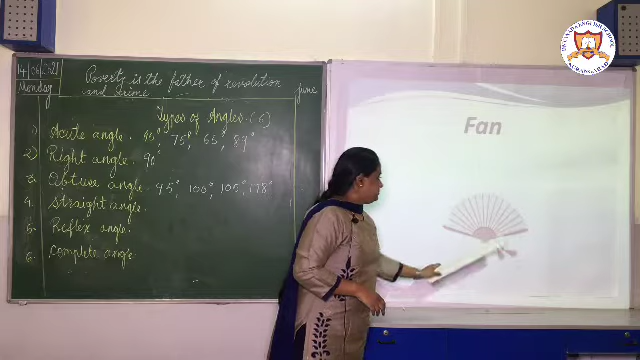 14 06 2021
Monday
Poverty is the father of revolution
and crime
June
Types of Angles. (6)
1) Acute angle. 40°, 75°, 65°, 89°
2) Right angle. 90°
3. Obtuse angle. 95°, 100°, 105°, 178°
4. Straight angle.
5. Reflex angle.
6. Complete angle.
Fan